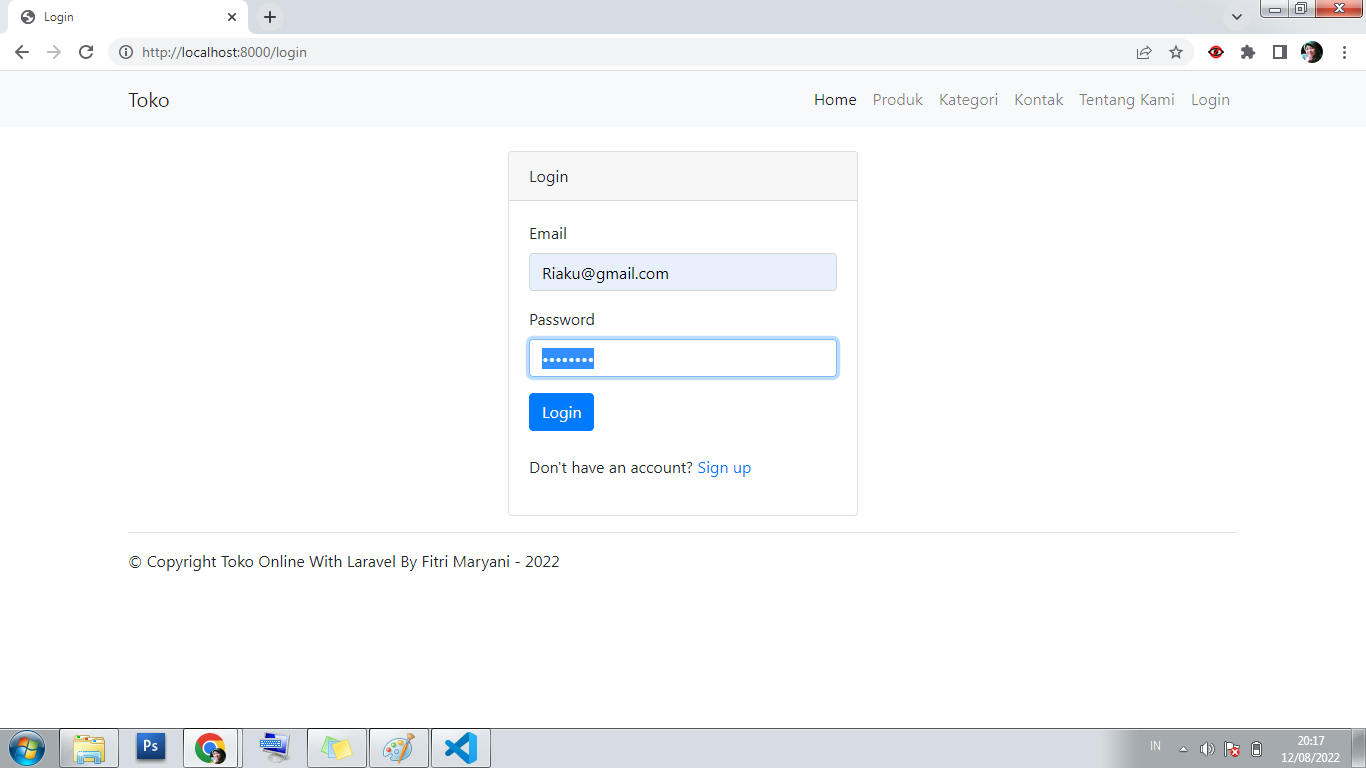 Login
http://localhost:8000/login
Toko
Home Produk Kategori Kontak Tentang Kami Login
Login
Email
Riaku@gmail.com
Password
••••••••
Login
Don't have an account? Sign up
© Copyright Toko Online With Laravel By Fitri Maryani - 2022
Ps
IN
20:17
12/08/2022